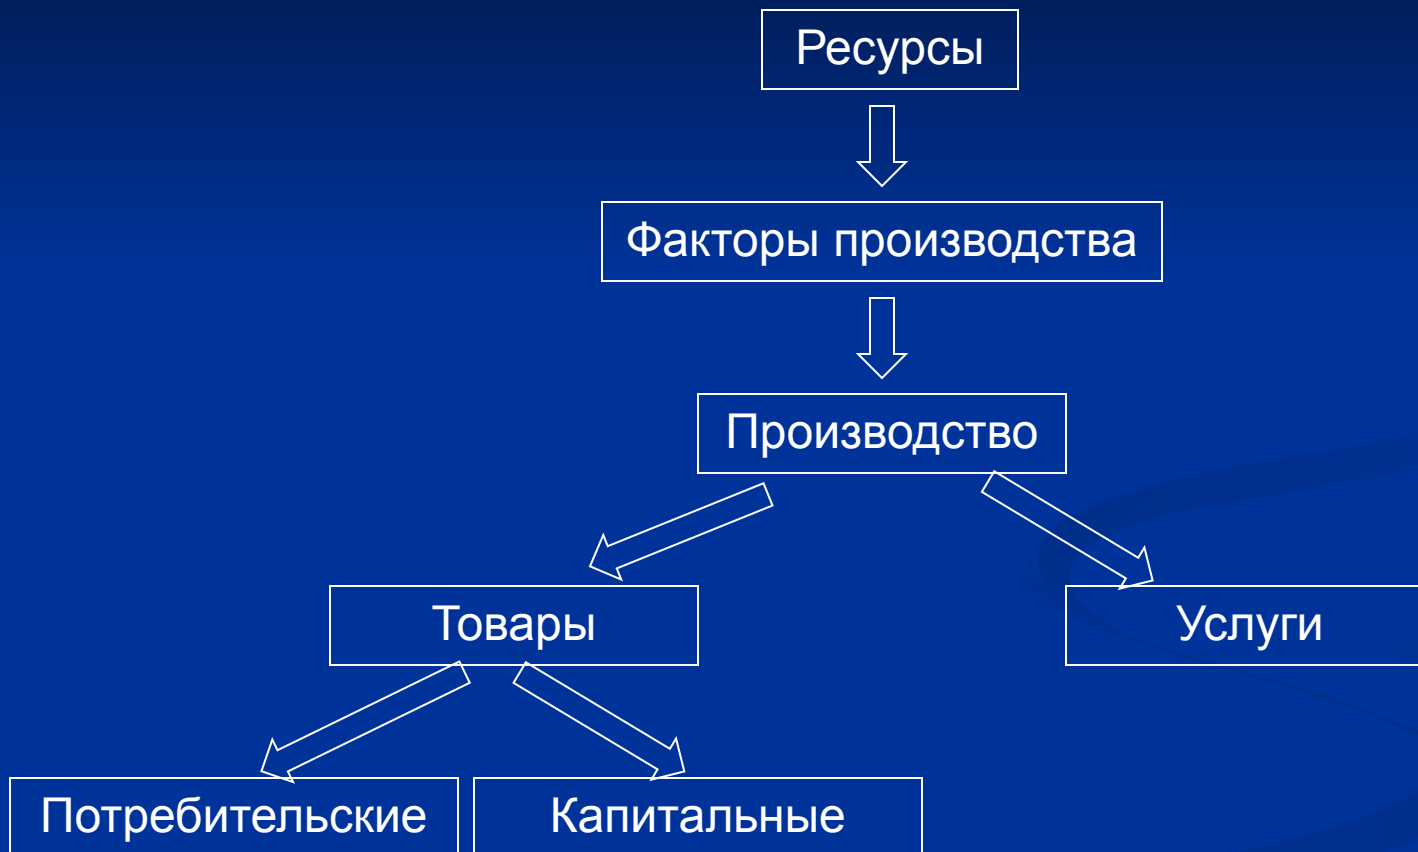 Ресурсы
Факторы производства
Производство
Товары
Услуги
Потребительские
Капитальные